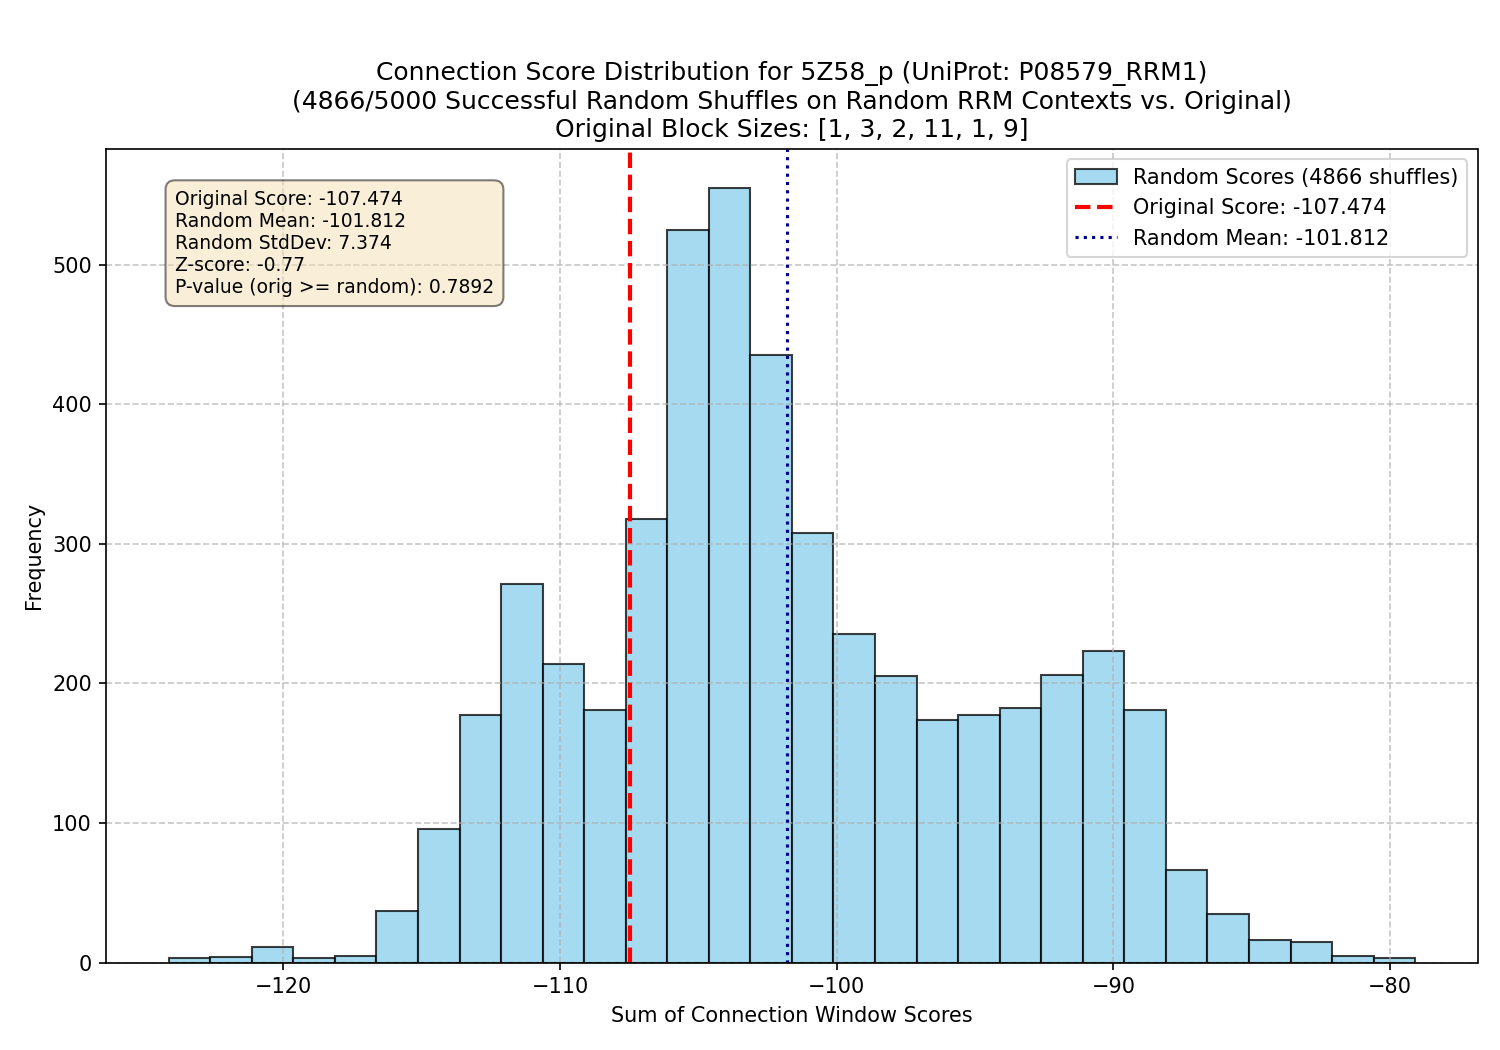 Connection Score Distribution for 5Z58_p (UniProt: P08579_RRM1)
(4866/5000 Successful Random Shuffles on Random RRM Contexts vs. Original)
Original Block Sizes: [1, 3, 2, 11, 1, 9]
Original Score: -107.474
Random Mean: -101.812
Random StdDev: 7.374
Z-score: -0.77
P-value (orig >= random): 0.7892
Random Scores (4866 shuffles)
Original Score: -107.474
Random Mean: -101.812
Frequency
500
400
300
200
100
0
−120
−110
−100
−90
−80
Sum of Connection Window Scores